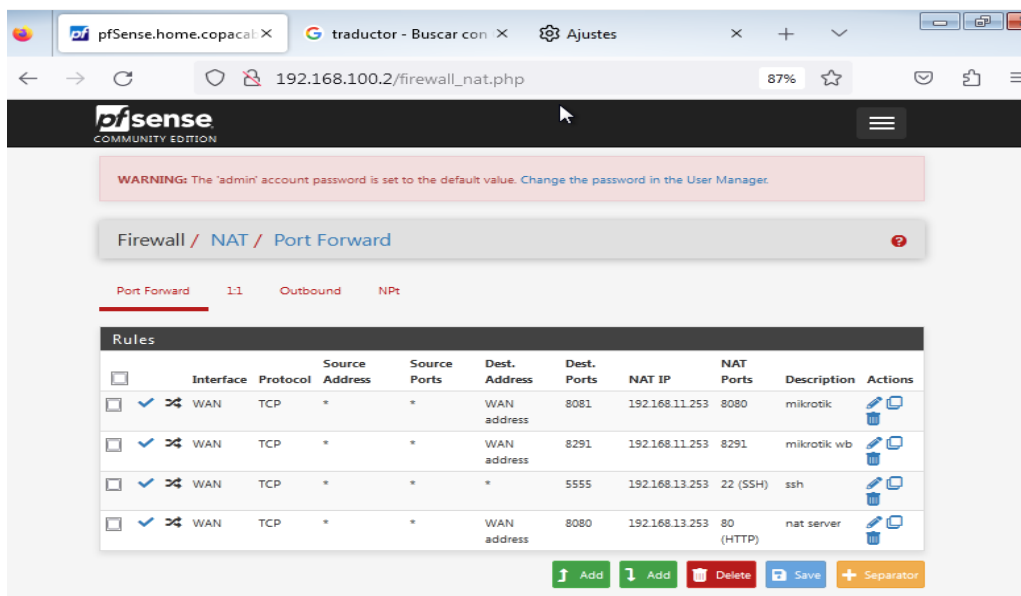 pfSense.home.copacal
traductor - Buscar con
Ajustes
192.168.100.2/firewall_nat.php
87%
pfsense
COMMUNITY EDITION
WARNING: The 'admin' account password is set to the default value. Change the password in the User Manager.
Firewall / NAT / Port Forward
Port Forward 1:1 Outbound NPt
Rules
Interface Protocol Source Address Source Ports Dest. Address Dest. Ports NAT IP NAT Ports Description Actions
WAN TCP * * WAN address 8081 192.168.11.253 8080 mikrotik
WAN TCP * * WAN address 8291 192.168.11.253 8291 mikrotik wb
WAN TCP * * * 5555 192.168.13.253 22 (SSH) ssh
WAN TCP * * WAN address 8080 192.168.13.253 80 (HTTP) nat server
Add Add Delete Save Separator